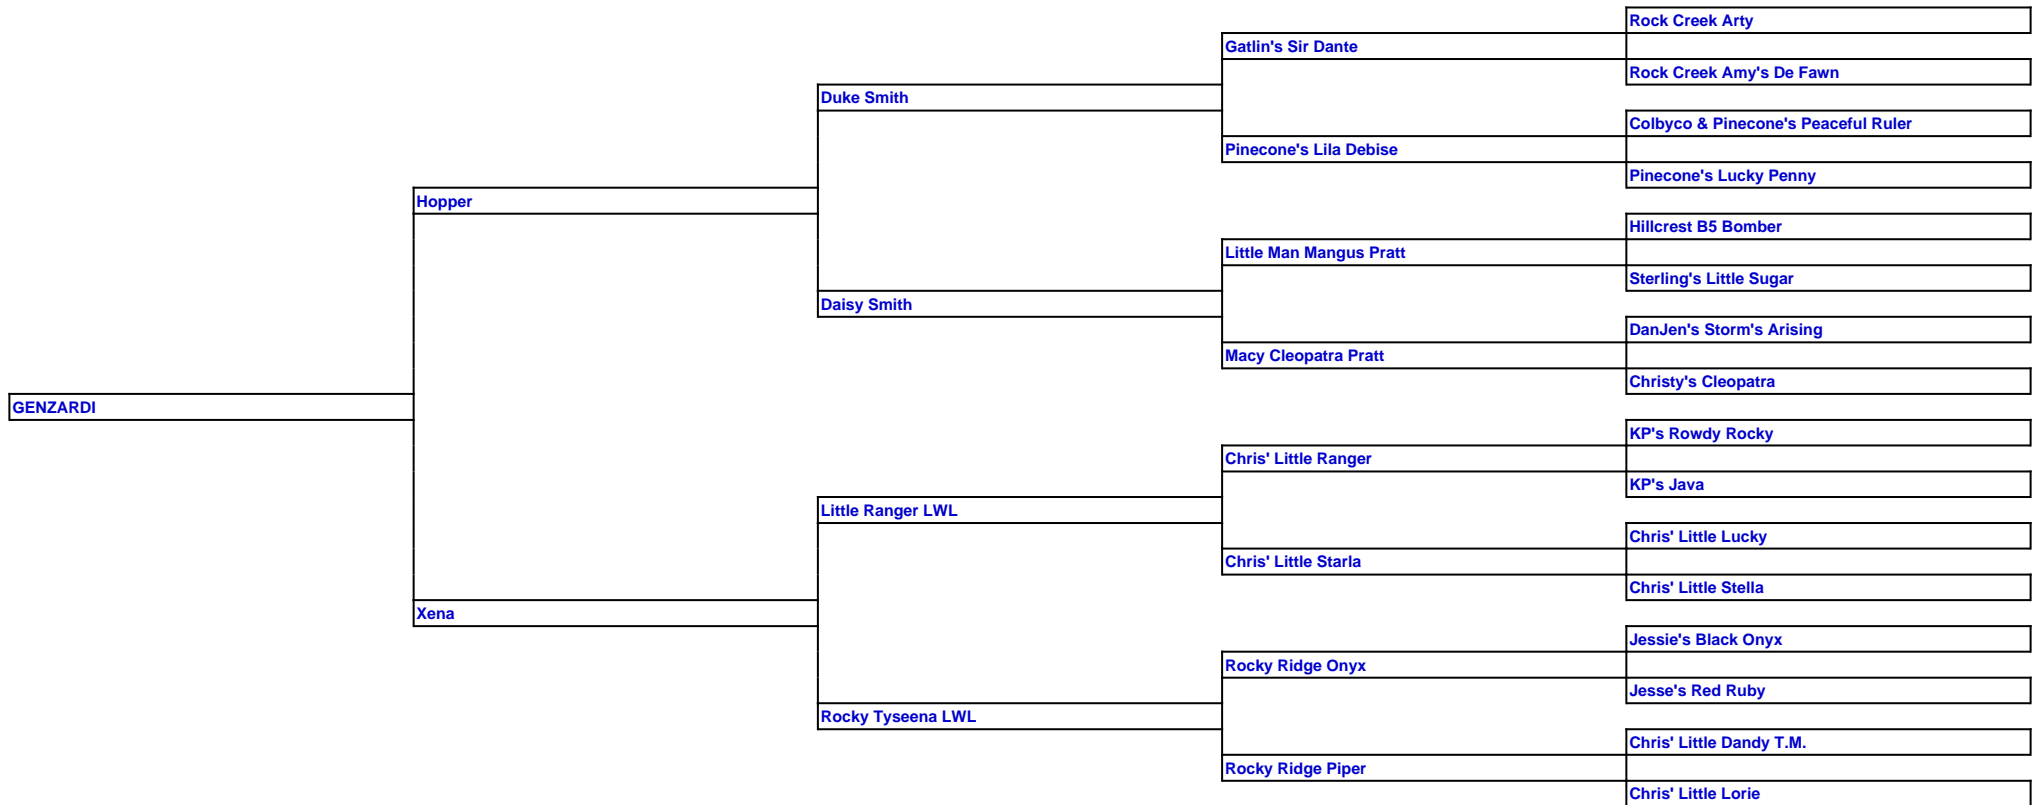 Rock Creek Arty
Gatlin's Sir Dante
Rock Creek Amy's De Fawn
Duke Smith
Colbyco & Pinecone's Peaceful Ruler
Pinecone's Lila Debise
Pinecone's Lucky Penny
Hopper
Hillcrest B5 Bomber
Little Man Mangus Pratt
Sterling's Little Sugar
Daisy Smith
DanJen's Storm's Arising
Macy Cleopatra Pratt
Christy's Cleopatra
GENZARDI
KP's Rowdy Rocky
Chris' Little Ranger
KP's Java
Little Ranger LWL
Chris' Little Lucky
Chris' Little Starla
Chris' Little Stella
Xena
Jessie's Black Onyx
Rocky Ridge Onyx
Jesse's Red Ruby
Rocky Tyseena LWL
Chris' Little Dandy T.M.
Rocky Ridge Piper
Chris' Little Lorie